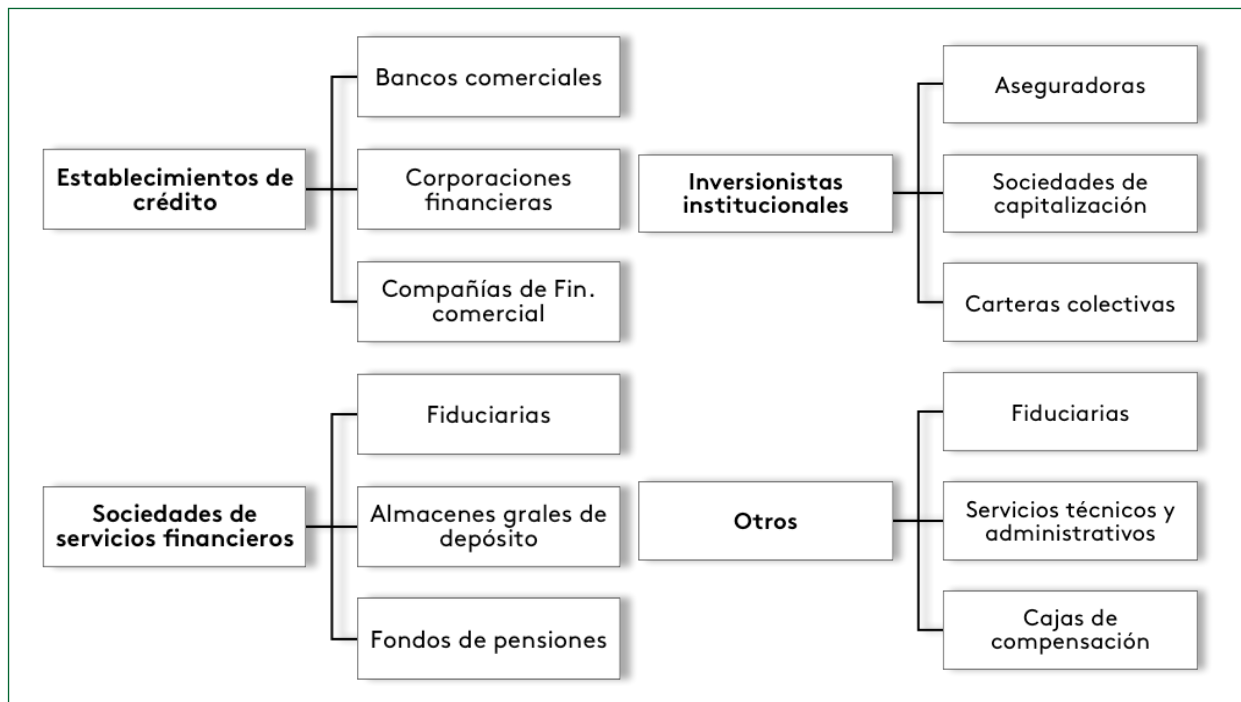 Establecimientos de
crédito
Bancos comerciales
Corporaciones
financieras
Compañías de Fin.
comercial
Inversionistas
institucionales
Aseguradoras
Sociedades de
capitalización
Carteras colectivas
Sociedades de
servicios financieros
Fiduciarias
Almacenes grales de
depósito
Fondos de pensiones
Otros
Fiduciarias
Servicios técnicos y
administrativos
Cajas de
compensación